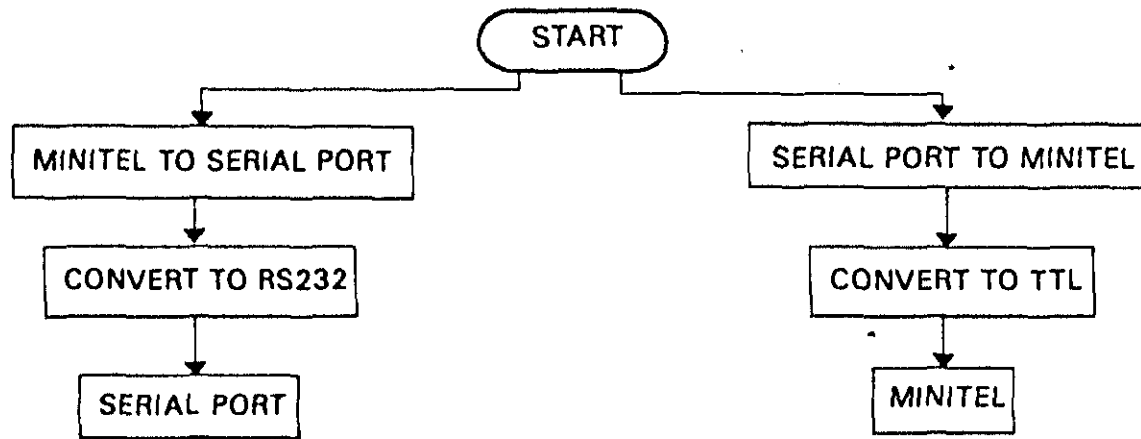 START
MINITEL TO SERIAL PORT
CONVERT TO RS232
SERIAL PORT
SERIAL PORT TO MINITEL
CONVERT TO TTL
MINITEL